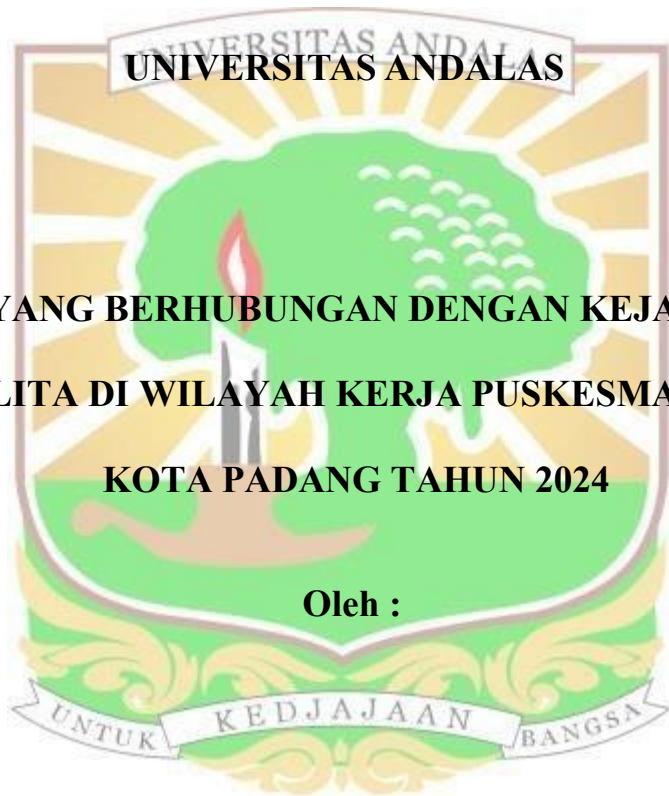 UNIVERSITAS ANDALAS
UNIVERSITAS ANDALAS
YANG BERHUBUNGAN DENGAN KEJA
LITA DI WILAYAH KERJA PUSKESMA
KOTA PADANG TAHUN 2024
Oleh :
UNTUK KEDJAJAAN BANGSA